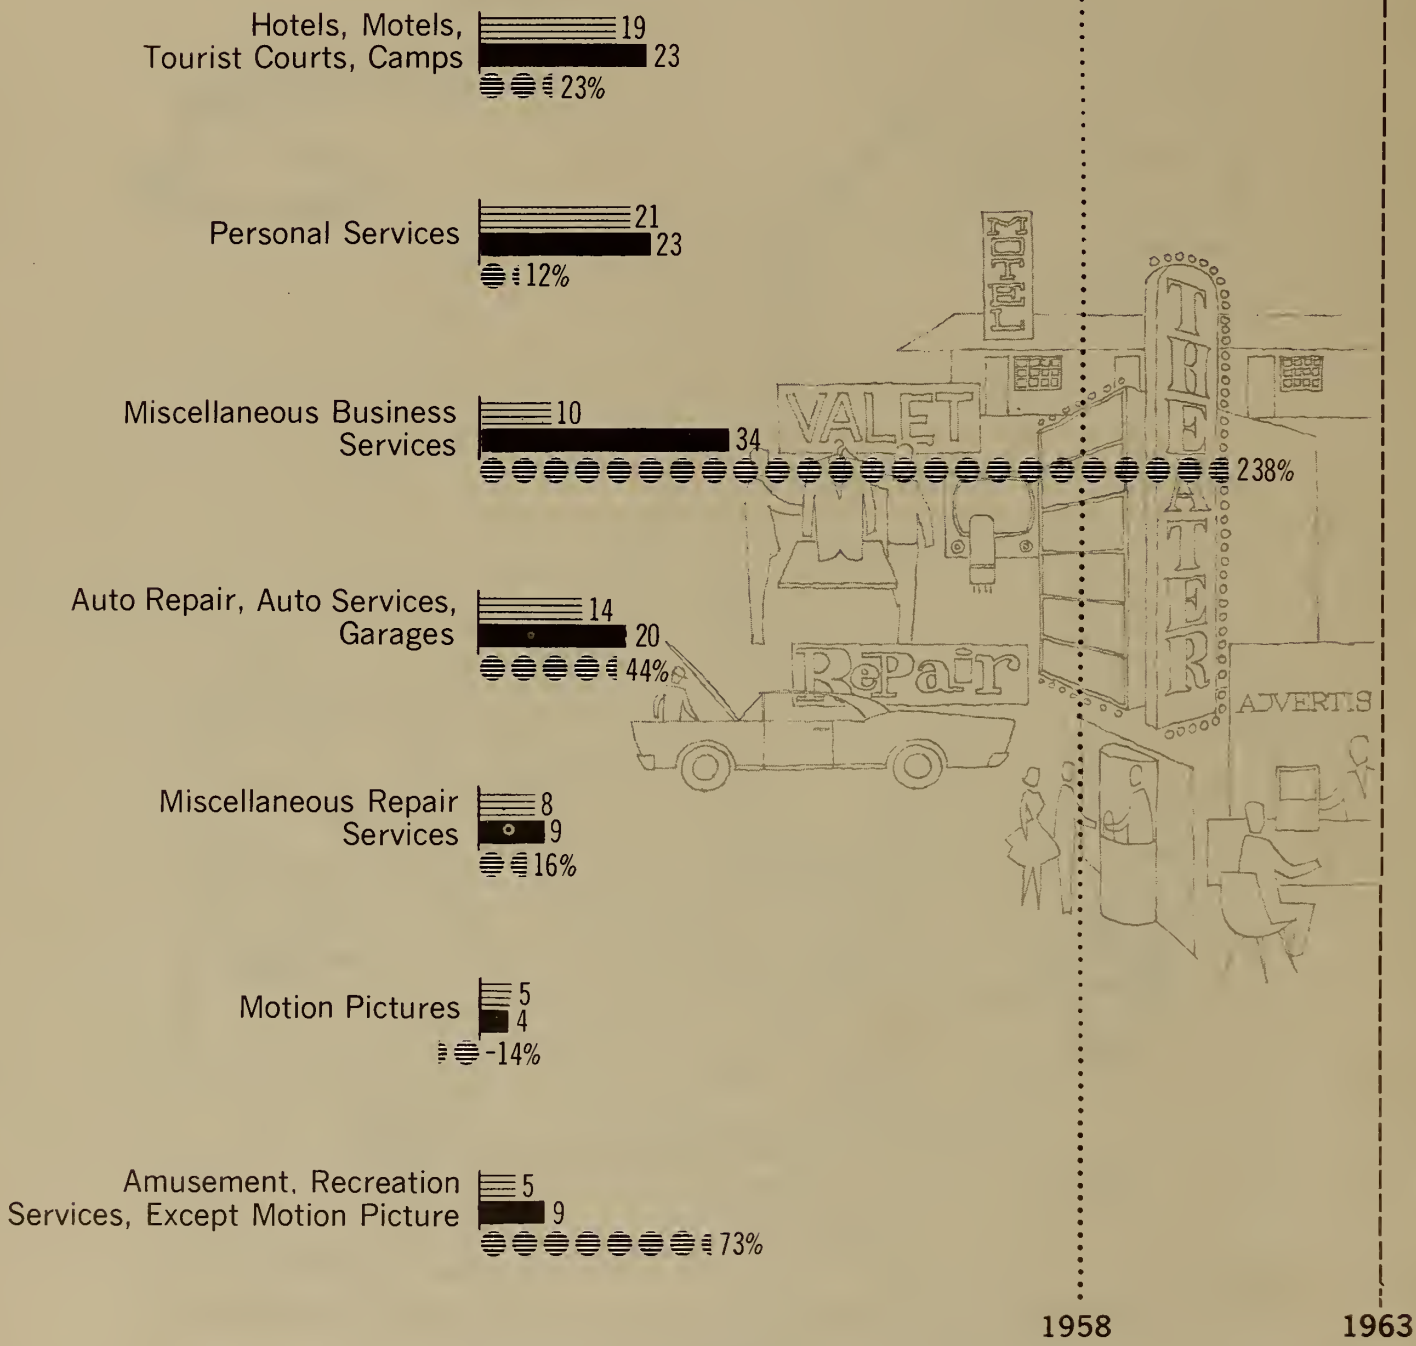 Hotels, Motels,
Tourist Courts, Camps
19
23
23%
Personal Services
21
23
12%
Miscellaneous Business
Services
10
34
238%
Auto Repair, Auto Services,
Garages
14
20
44%
Miscellaneous Repair
Services
8
9
16%
Motion Pictures
5
4
-14%
Amusement, Recreation
Services, Except Motion Picture
5
9
73%
MOTEL
THEATER
VALET
RePair
ADVERTIS
1958
1963